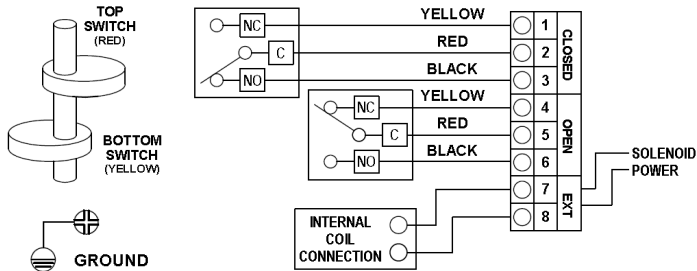 TOP
SWITCH
(RED)
BOTTOM
SWITCH
(YELLOW)
GROUND
NC
C
NO
YELLOW
RED
BLACK
NC
C
NO
YELLOW
RED
BLACK
INTERNAL
COIL
CONNECTION
1
2
3
4
5
6
7
8
CLOSED
OPEN
EXT
SOLENOID
POWER